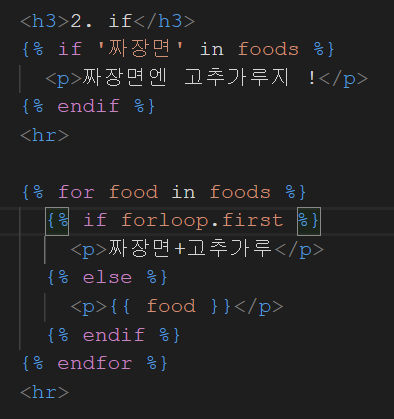 <h3>2. if</h3>
{% if '짜장면' in foods %}
<p>짜장면엔 고추가루지 !</p>
{% endif %}
<hr>
{% for food in foods %}
{% if forloop.first %}
<p>짜장면+고추가루</p>
{% else %}
<p>{{ food }}</p>
{% endif %}
{% endfor %}
<hr>